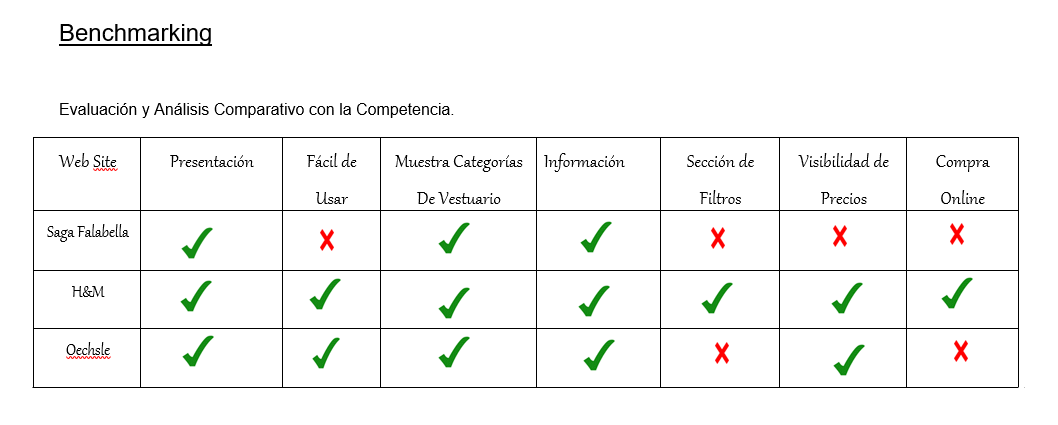 Benchmarking
Evaluación y Análisis Comparativo con la Competencia.
Web Site Presentación Fácil de Usar Muestra Categorías De Vestuario Información Sección de Filtros Visibilidad de Precios Compra Online
Saga Falabella
H&M
Oechsle